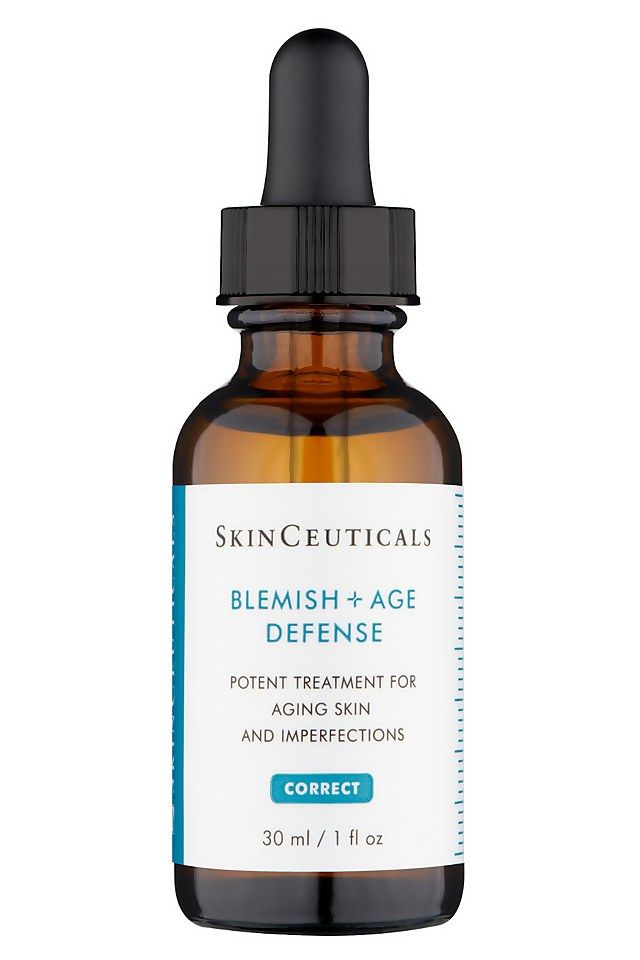 SKINCEUTICALS
BLEMISH + AGE
DEFENSE
POTENT TREATMENT FOR
AGING SKIN
AND IMPERFECTIONS
CORRECT
30 ml / 1 fl oz